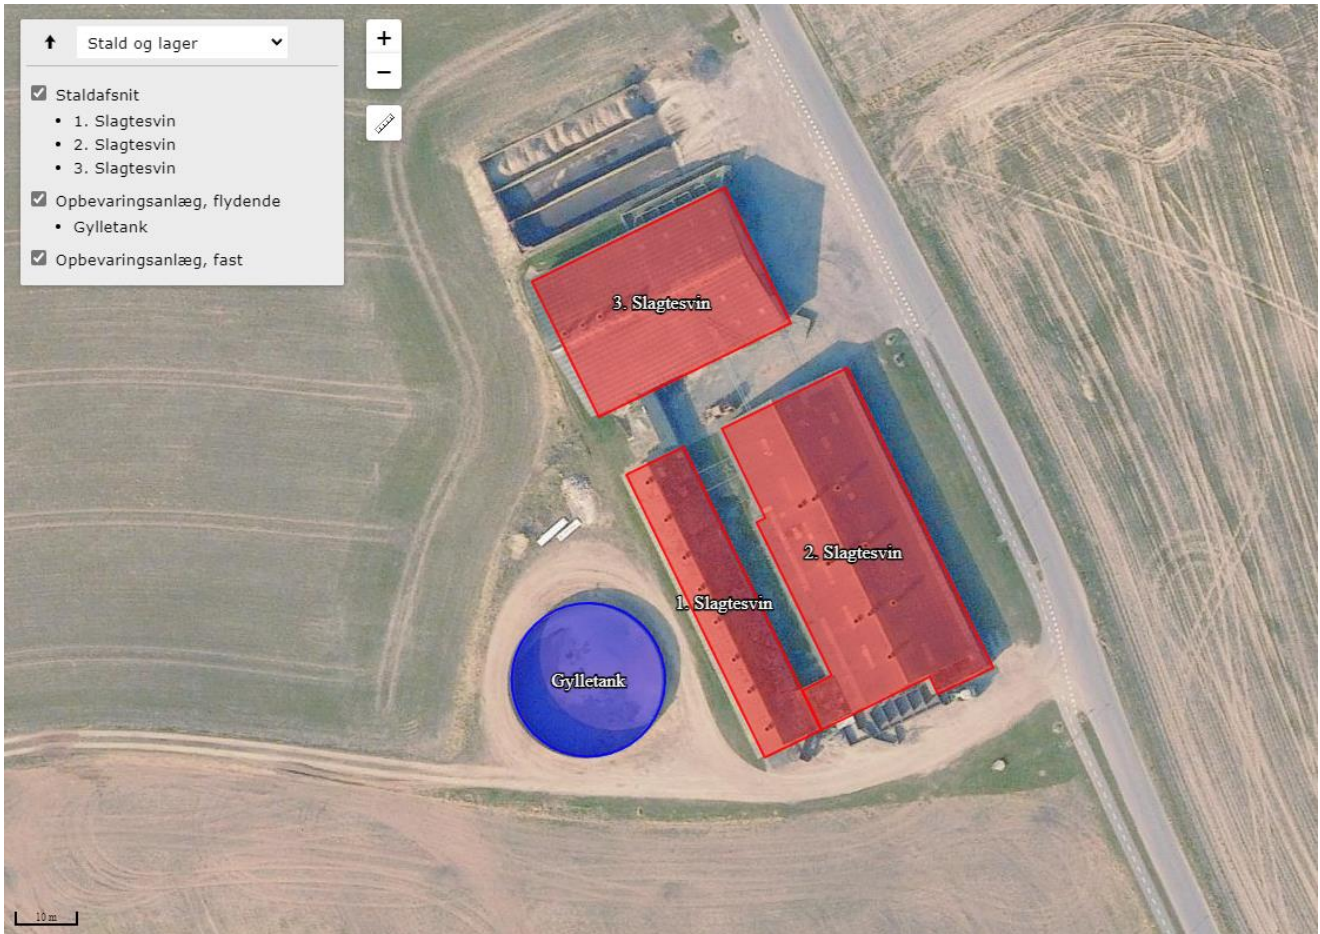 Stald og lager
Staldafsnit
1. Slagtesvin
2. Slagtesvin
3. Slagtesvin
Opbevaringsanlæg, flydende
Gylletank
Opbevaringsanlæg, fast
+
−
3. Slagtesvin
2. Slagtesvin
1. Slagtesvin
Gylletank
10 m